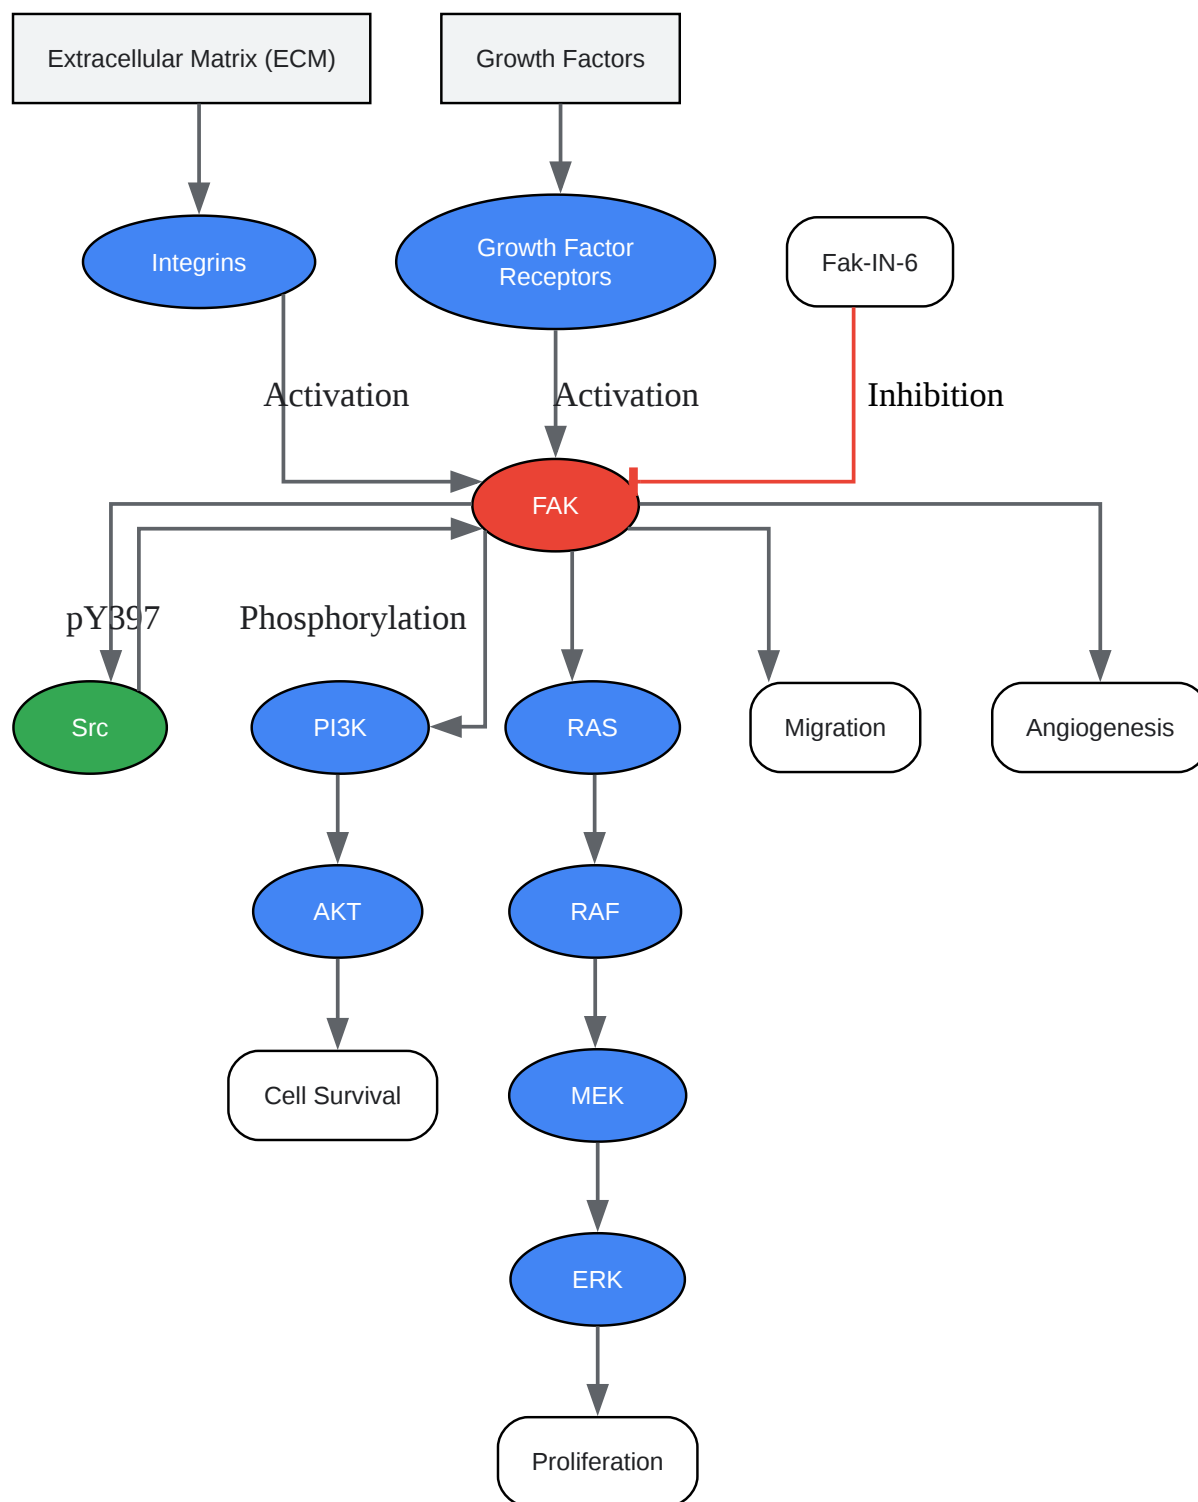 Extracellular Matrix (ECM)
Growth Factors
Integrins
Growth Factor
Receptors
Fak-IN-6
Activation
Activation
Inhibition
FAK
pY397
Phosphorylation
Src
PI3K
RAS
Migration
Angiogenesis
AKT
RAF
Cell Survival
MEK
ERK
Proliferation